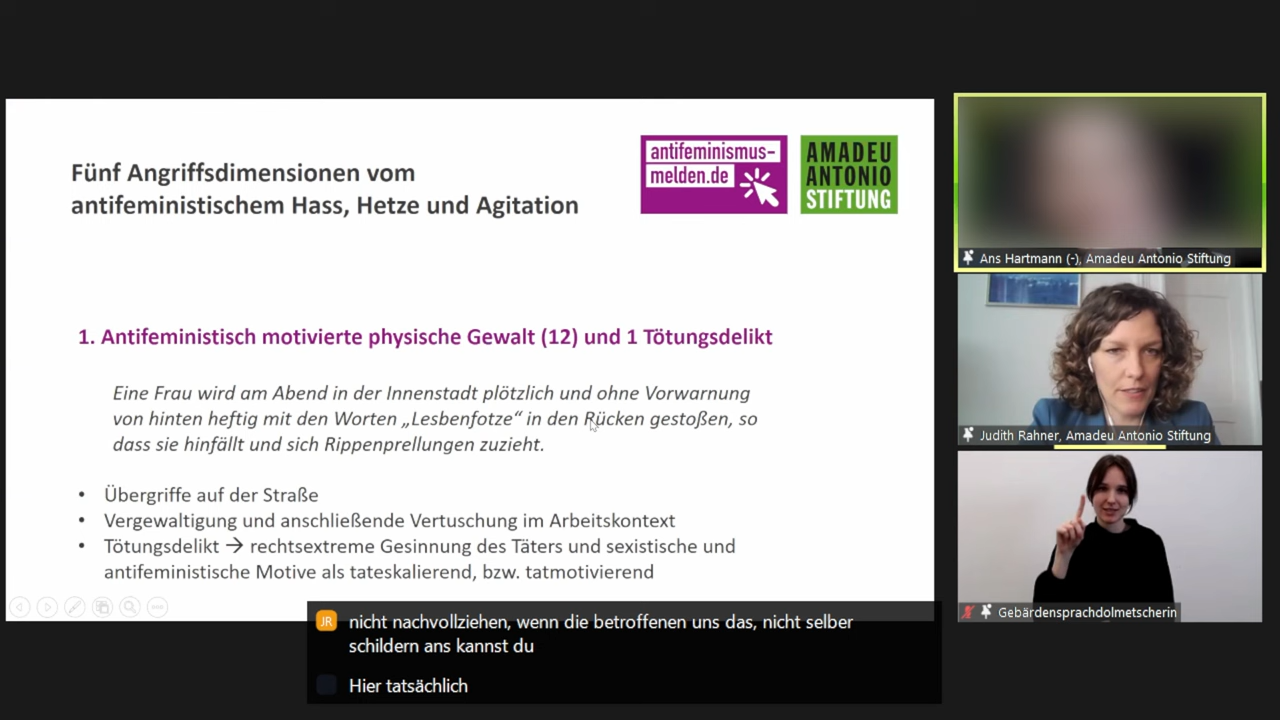 Fünf Angriffsdimensionen vom
antifeministischem Hass, Hetze und Agitation
antifeminismus-
melden.de
AMADEU
ANTONIO
STIFTUNG
1. Antifeministisch motivierte physische Gewalt (12) und 1 Tötungsdelikt
Eine Frau wird am Abend in der Innenstadt plötzlich und ohne Vorwarnung
von hinten heftig mit den Worten „Lesbenfotze“ in den Rücken gestoßen, so
dass sie hinfällt und sich Rippenprellungen zuzieht.
• Übergriffe auf der Straße
• Vergewaltigung und anschließende Vertuschung im Arbeitskontext
• Tötungsdelikt → rechtsextreme Gesinnung des Täters und sexistische und
antifeministische Motive als tateskalierend, bzw. tatmotivierend
Ans Hartmann (-), Amadeu Antonio Stiftung
Judith Rahner, Amadeu Antonio Stiftung
Gebärdensprachdolmetscherin
JR nicht nachvollziehen, wenn die betroffenen uns das, nicht selber
schildern ans kannst du
Hier tatsächlich